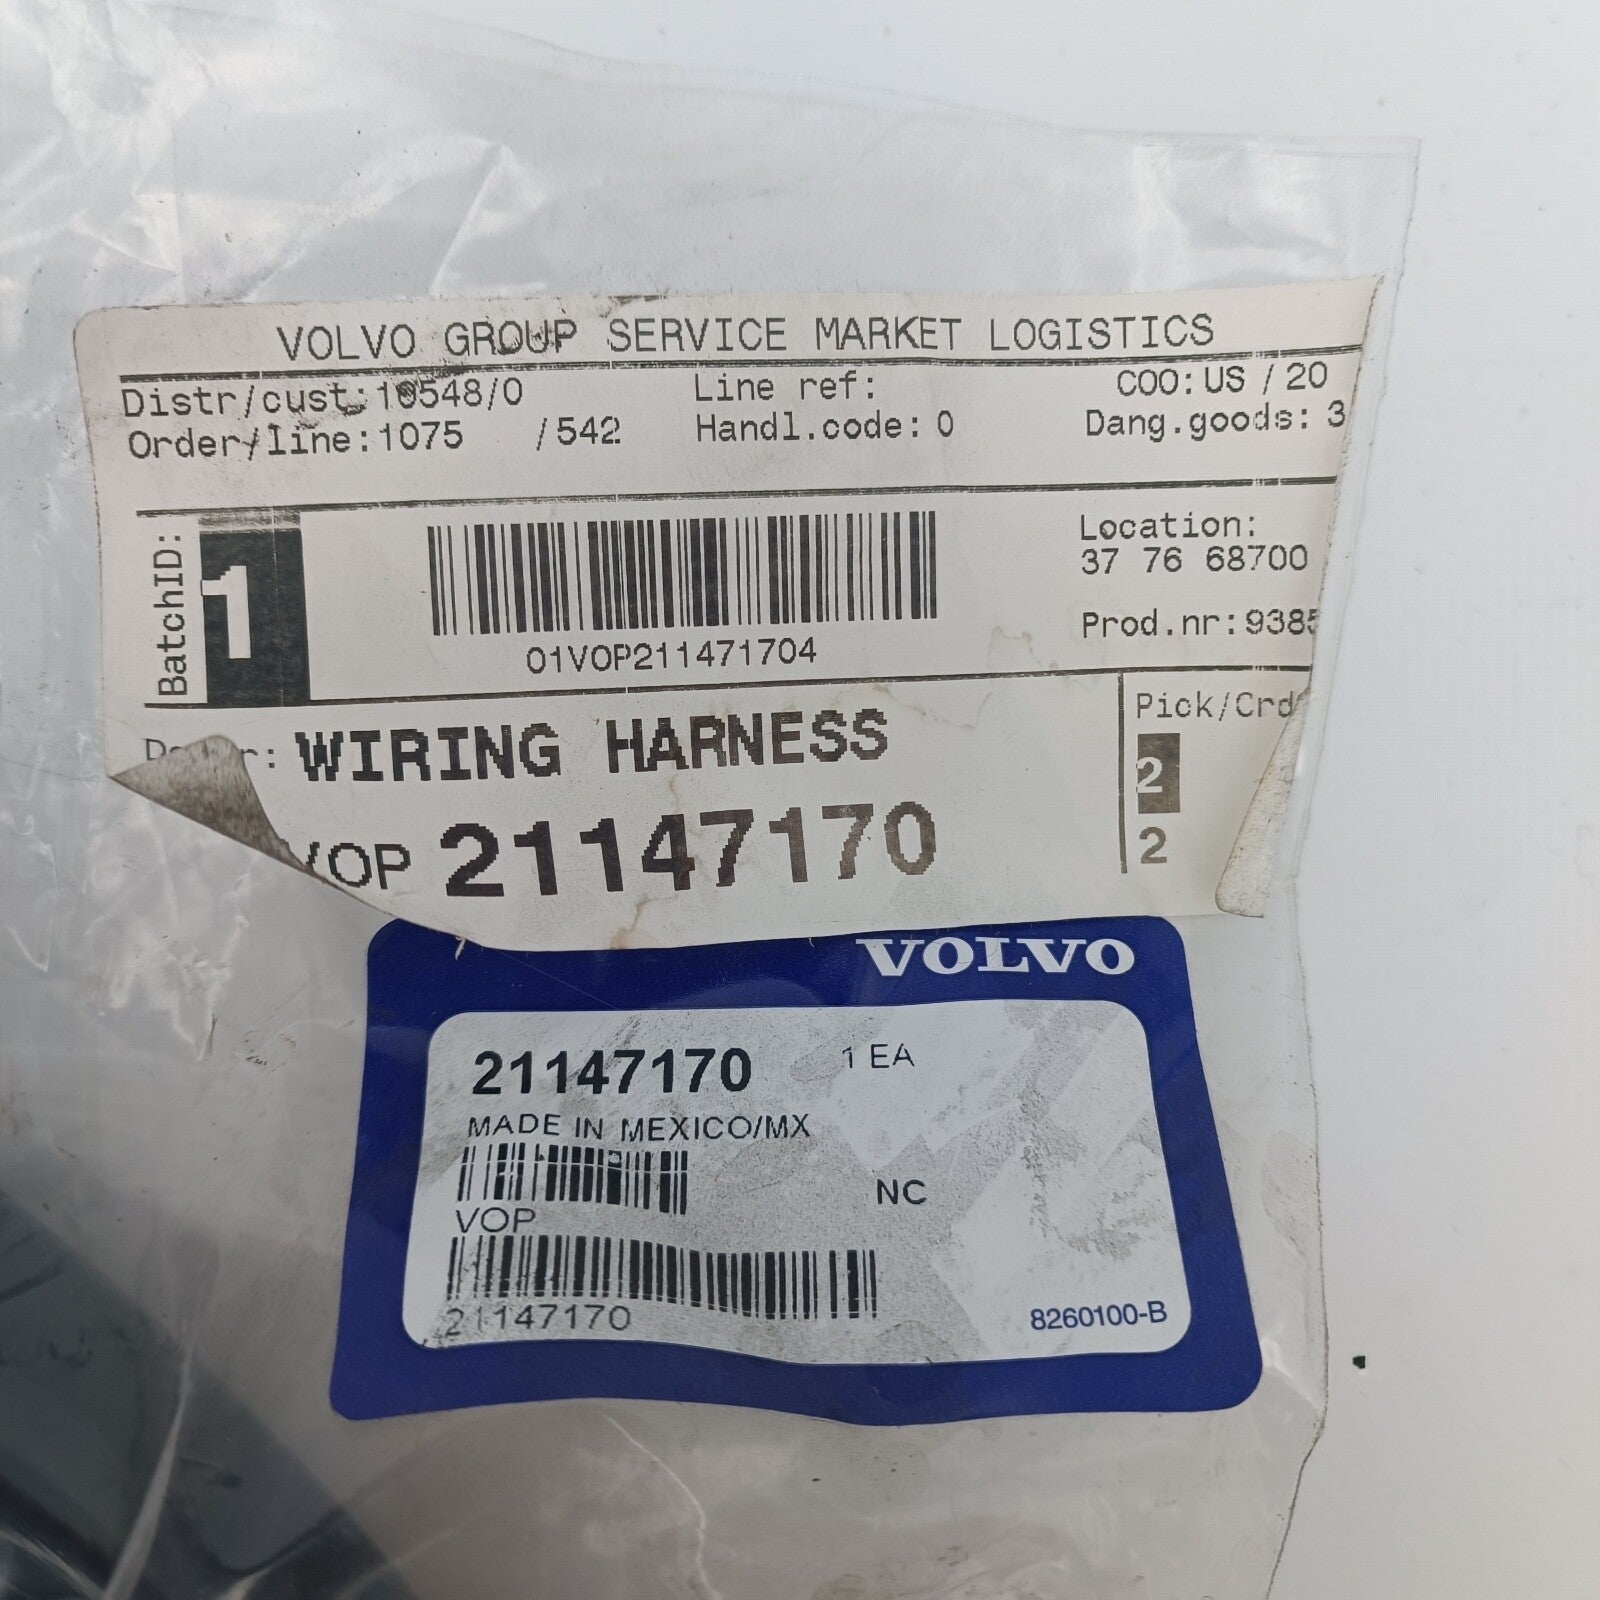 VOLVO GROUP SERVICE MARKET LOGISTICS
Distr/cust:10548/0 Line ref: COO:US / 20
Order/line:1075 /542 Handl.code: 0 Dang.goods: 3
BatchID: 1
01VOP211471704
Location:
37 76 68700
Prod.nr:9385
WIRING HARNESS
Pick/Crd
2
VOP 21147170
2
VOLVO
21147170 1 EA
MADE IN MEXICO/MX
NC
VOP
21147170
8260100-B